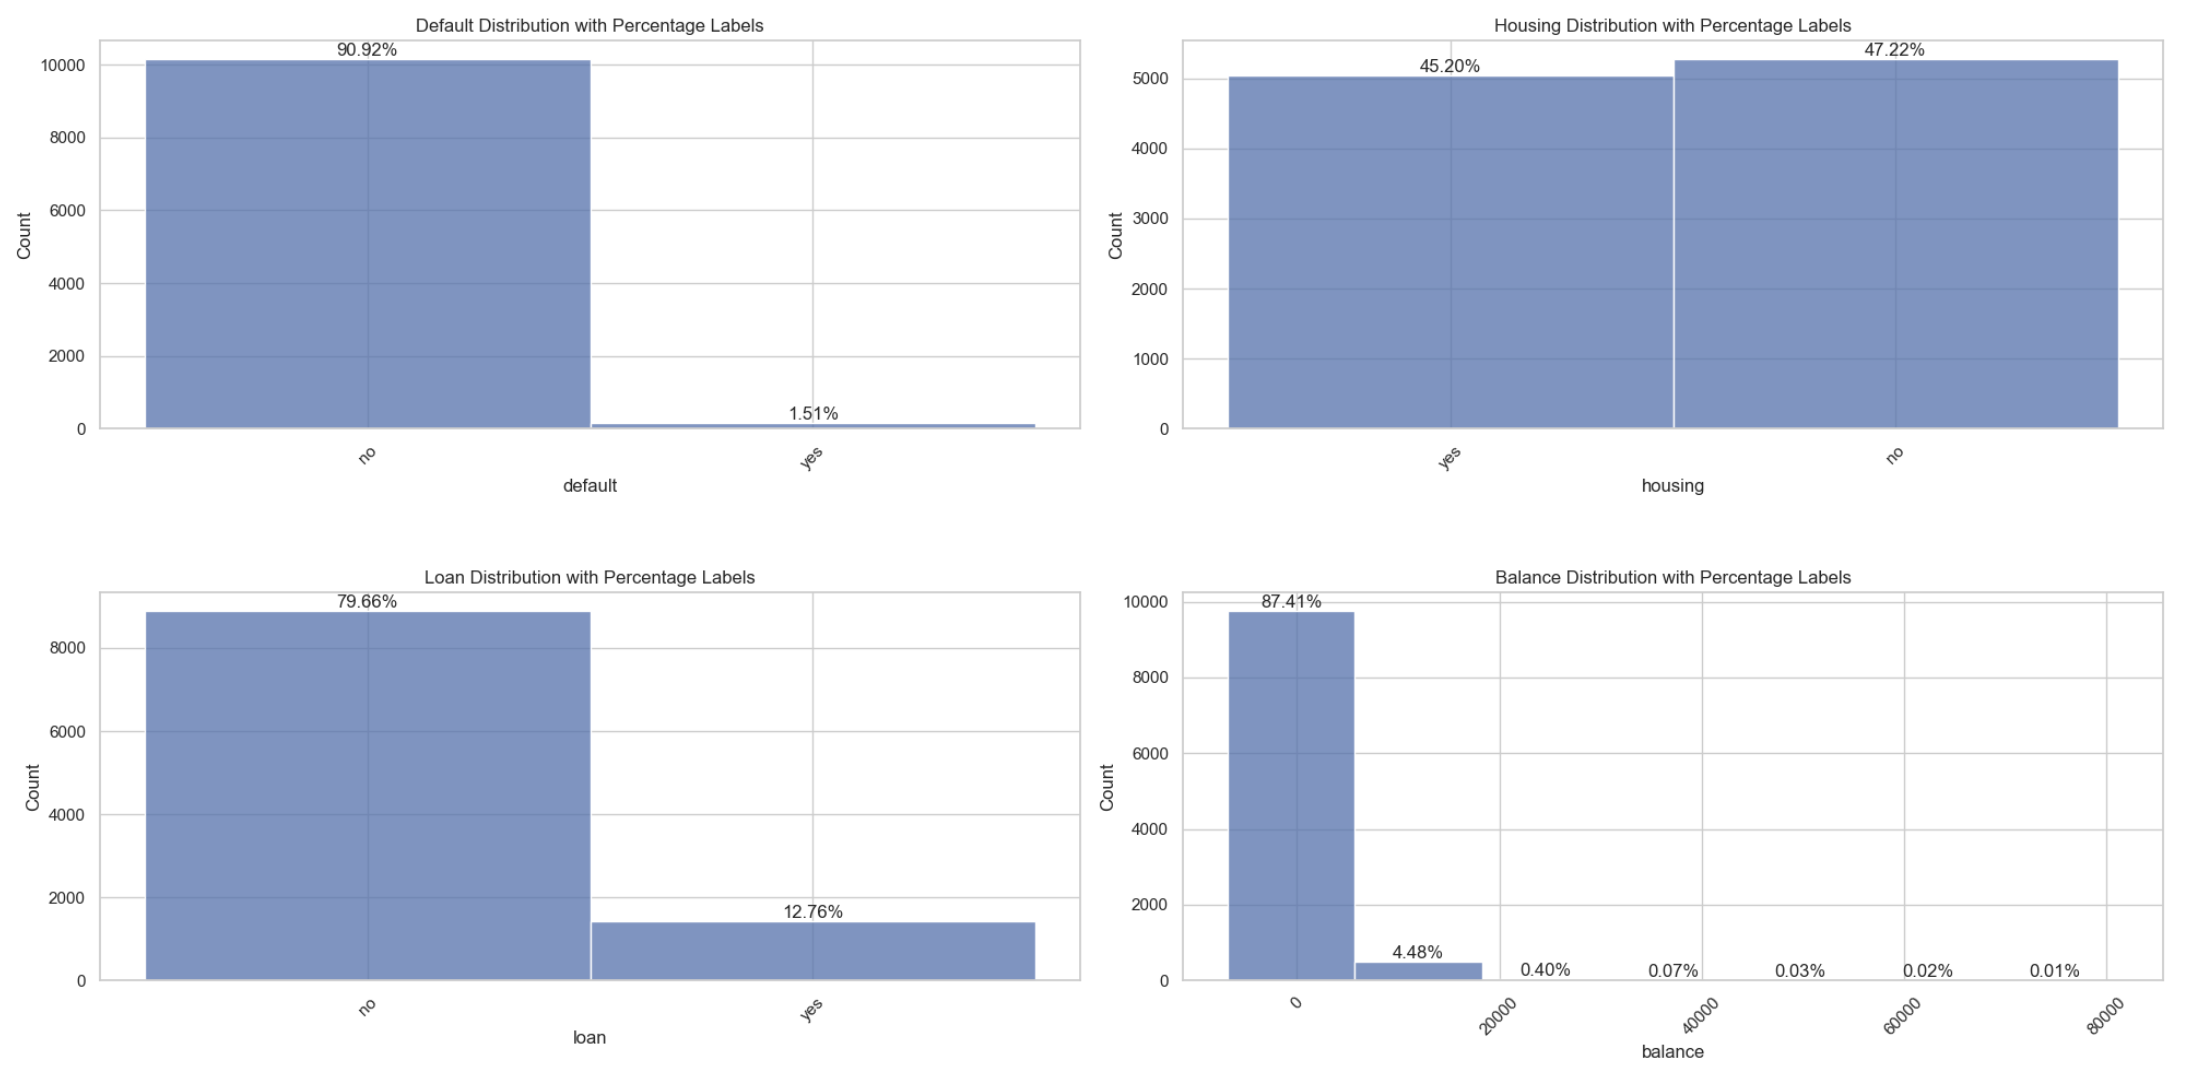 Default Distribution with Percentage Labels
90.92%
1.51%
10000
8000
6000
4000
2000
0
Count
no
yes
default
Housing Distribution with Percentage Labels
45.20%
47.22%
5000
4000
3000
2000
1000
0
Count
yes
no
housing
Loan Distribution with Percentage Labels
79.66%
12.76%
8000
6000
4000
2000
0
Count
no
yes
loan
Balance Distribution with Percentage Labels
87.41%
4.48%
0.40%
0.07%
0.03%
0.02%
0.01%
10000
8000
6000
4000
2000
0
Count
0
20000
40000
60000
80000
balance